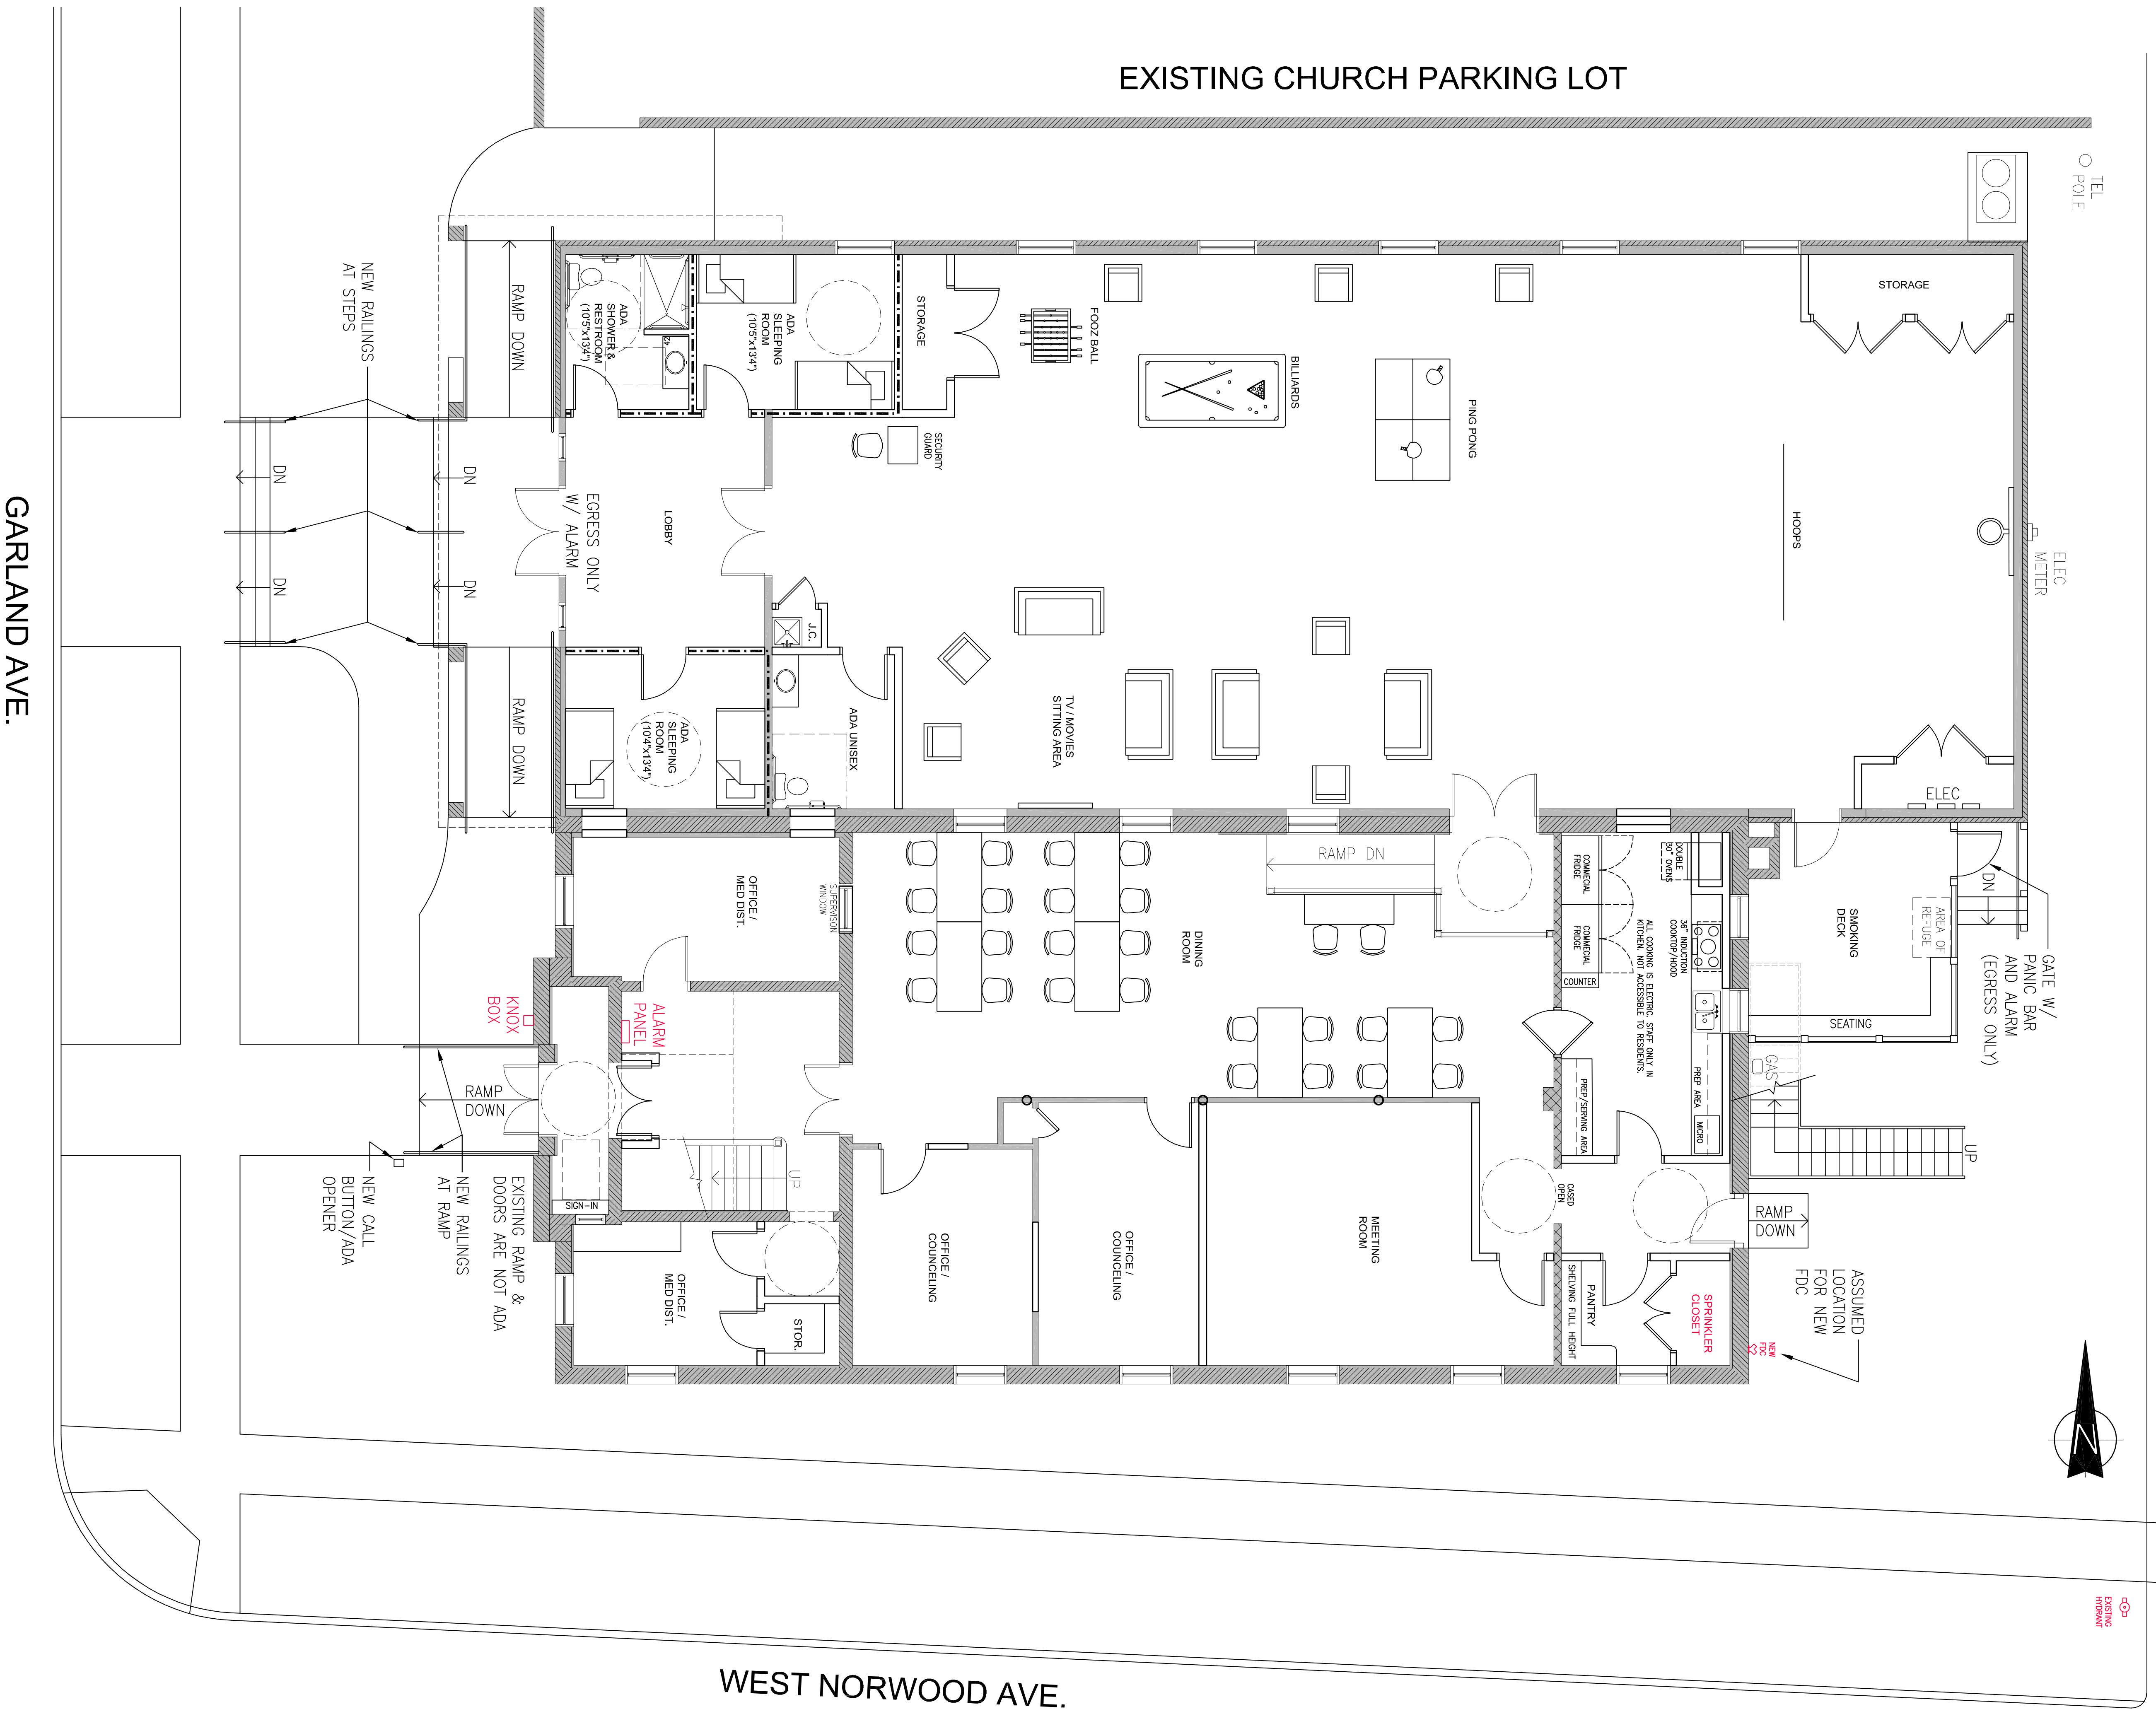 EXISTING CHURCH PARKING LOT
TEL
POLE
STORAGE
NEW RAILINGS
AT STEPS
RAMP DOWN
ADA
SHOWER &
RESTROOM
(10'5"x13'4")
42
ADA
SLEEPING
ROOM
(10'5"x13'4")
STORAGE
FOOZ BALL
BILLIARDS
PING PONG
SECURITY
GUARD
HOOPS
ELEC
METER
DN
DN
DN
DN
EGRESS ONLY
W/ ALARM
LOBBY
J.C.
GARLAND AVE.
RAMP DOWN
ADA
SLEEPING
ROOM
(10'4"x13'4")
ADA UNISEX
TV / MOVIES
SITTING AREA
ELEC
OFFICE /
MED DIST.
SUPERVISON
WINDOW
RAMP DN
DINING
ROOM
COMMECIAL
FRIDGE
COMMECIAL
FRIDGE
COUNTER
DOUBLE
30" OVENS
36" INDUCTION
COOKTOP/HOOD
ALL COOKING IS ELECTRIC. STAFF ONLY IN
KITCHEN. NOT ACCESSIBLE TO RESIDENTS.
PREP AREA
MICRO
PREP/SERVING AREA
SMOKING
DECK
AREA OF
REFUGE
DN
SEATING
GATE W/
PANIC BAR
AND ALARM
(EGRESS ONLY)
GAS
UP
KNOX
BOX
ALARM
PANEL
RAMP
DOWN
UP
SIGN-IN
NEW CALL
BUTTON/ADA
OPENER
NEW RAILINGS
AT RAMP
EXISTING RAMP &
DOORS ARE NOT ADA
OFFICE /
MED DIST.
STOR.
OFFICE /
COUNCELING
OFFICE /
COUNCELING
MEETING
ROOM
CASED
OPEN
RAMP
DOWN
PANTRY
SHELVING FULL HEIGHT
SPRINKLER
CLOSET
NEW
FDC
ASSUMED
LOCATION
FOR NEW
FDC
N
EXISTING
HYDRANT
WEST NORWOOD AVE.